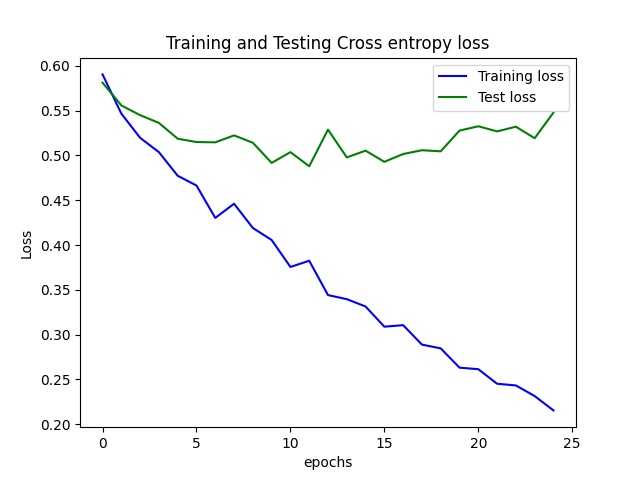 Training and Testing Cross entropy loss
Training loss
Test loss
0.60
0.55
0.50
0.45
0.40
0.35
0.30
0.25
0.20
Loss
0 5 10 15 20 25
epochs